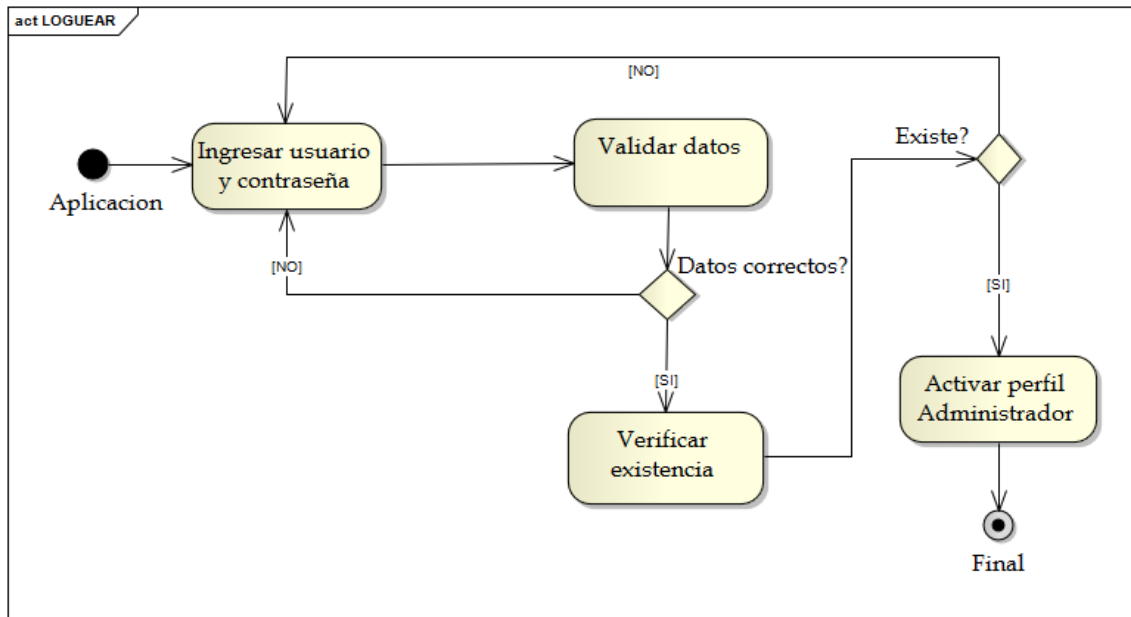 act LOGUEAR
[NO]
Ingresar usuario
y contraseña
Validar datos
Existe?
Aplicacion
[NO]
Datos correctos?
[SI]
[SI]
Activar perfil
Administrador
Verificar
existencia
Final